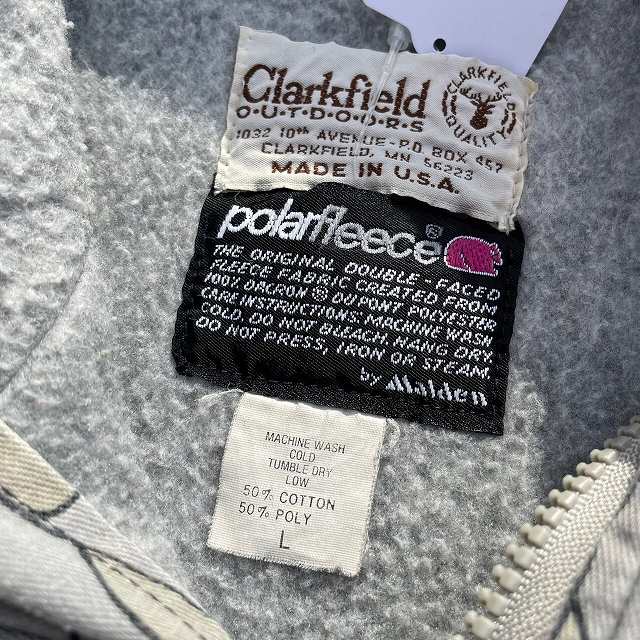 Clarkfield
O·U·T·D·O·O·R·S
1032 10th AVENUE·P.O. BOX 457
CLARKFIELD, MN 56223
MADE IN U.S.A.
CLARKFIELD
QUALITY
polarfleece®
THE ORIGINAL DOUBLE-FACED
FLEECE FABRIC CREATED FROM
DUPONT POLYESTER
CARE INSTRUCTIONS: MACHINE WASH
COLD DO NOT BLEACH HANG DRY
DO NOT PRESS, IRON OR STEAM
by Malden
MACHINE WASH
COLD
TUMBLE DRY
LOW
50% COTTON
50% POLY
L